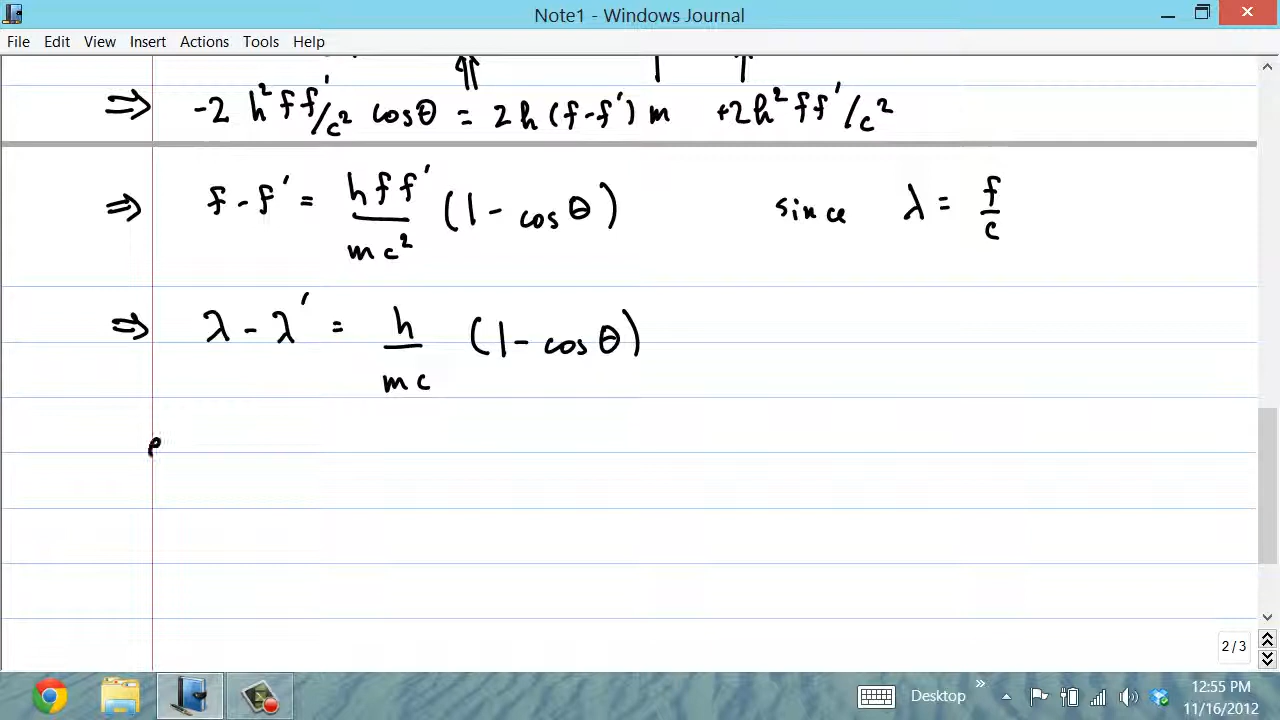 Note1 - Windows Journal
File Edit View Insert Actions Tools Help
⇒ -2 h²ff'/c² cosθ = 2h(f-f')m +2h²ff'/c²
⇒ f - f' = hff'/mc² (1 - cosθ) since λ = f/c
⇒ λ - λ' = h/mc (1 - cosθ)
2 / 3
Desktop » 12:55 PM
11/16/2012